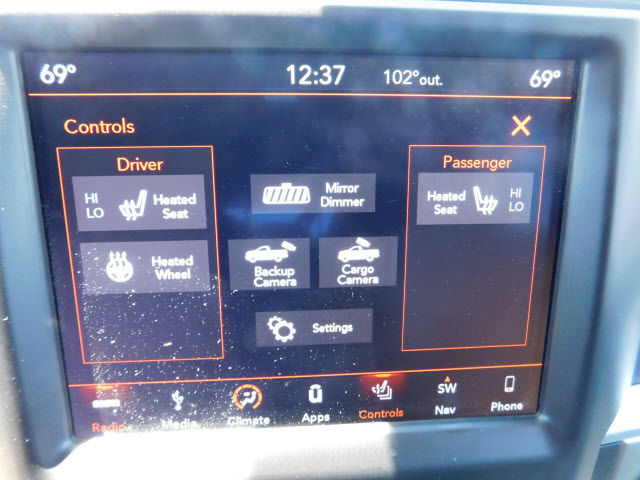 69° 12:37 102°out. 69°
Controls
Driver
Passenger
HI
LO
Heated
Seat
Mirror
Dimmer
Heated
Seat
HI
LO
Heated
Wheel
Backup
Camera
Cargo
Camera
Settings
SW
Radio Media Climate Apps Controls Nav Phone